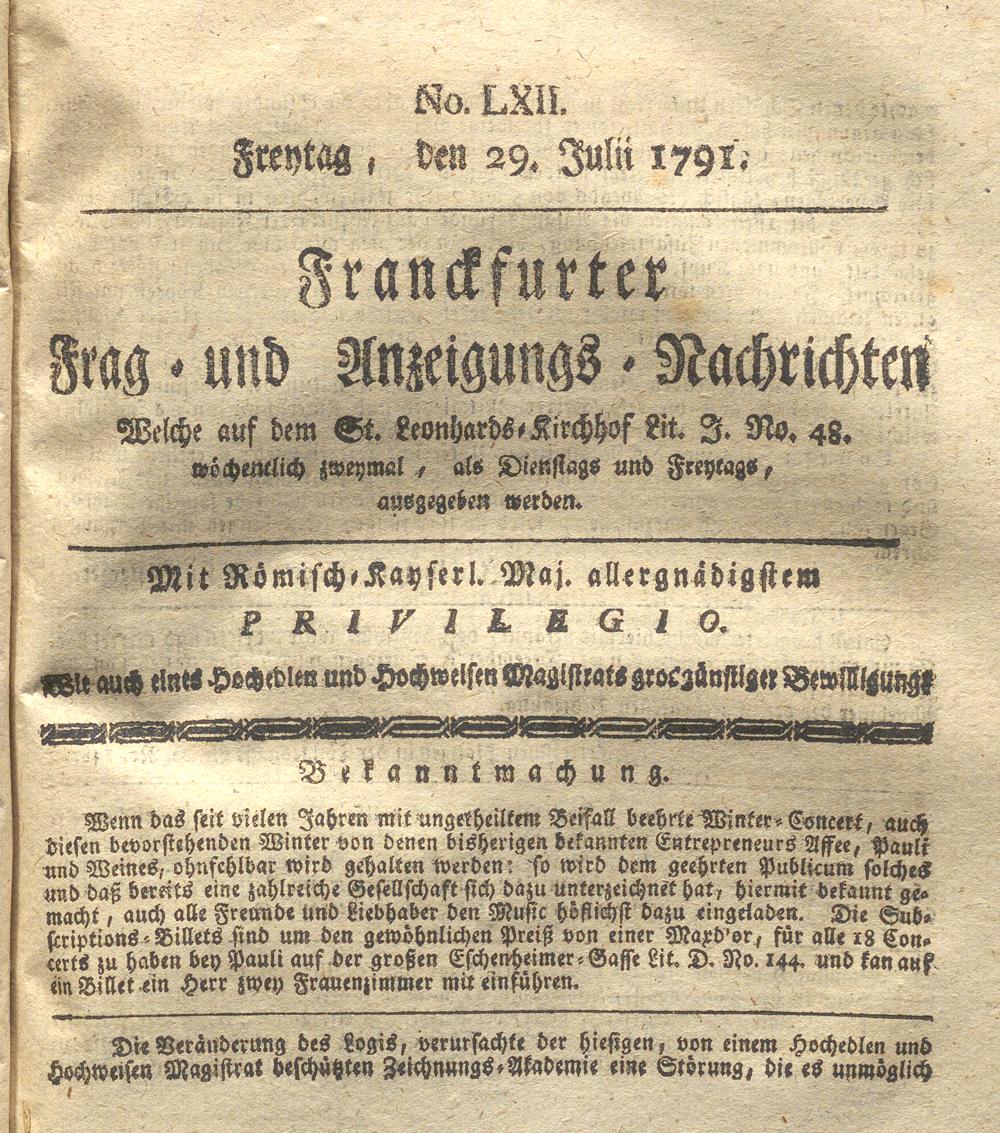 No. LXII.
Freytag, den 29. Julii 1791.
Franckfurter
Frag- und Anzeigungs-Nachrichten
Welche auf dem St. Leonhards-Kirchhof Lit. J. No. 48.
wöchentlich zweymal, als Dienstags und Freytags,
ausgegeben werden.
Mit Römisch-Kayserl. Maj. allergnädigstem
PRIVILEGIO.
Wie auch eines Hochedlen und Hochweisen Magistrats grosgünstiger Bewilligung.
Bekanntmachung.
Wenn das seit vielen Jahren mit ungetheiltem Beifall beehrte Winter-Concert, auch
diesen bevorstehenden Winter von denen bisherigen bekannten Entrepreneurs Affee, Pauli
und Weines, ohnfehlbar wird gehalten werden: so wird dem geehrten Publicum solches
und daß bereits eine zahlreiche Gesellschaft sich dazu unterzeichnet hat, hiermit bekannt ge-
macht, auch alle Freunde und Liebhaber den Music höflichst dazu eingeladen. Die Sub-
scriptions-Billets sind um den gewöhnlichen Preiß von einer Maxd'or, für alle 18 Con-
certs zu haben bey Pauli auf der großen Eschenheimer-Gasse Lit. D. No. 144. und kan auf
ein Billet ein Herr zwey Frauenzimmer mit einführen.
Die Veränderung des Logis, verursachte der hiesigen, von einem Hochedlen und
Hochweisen Magistrat beschützten Zeichnungs-Akademie eine Störung, die es unmöglich